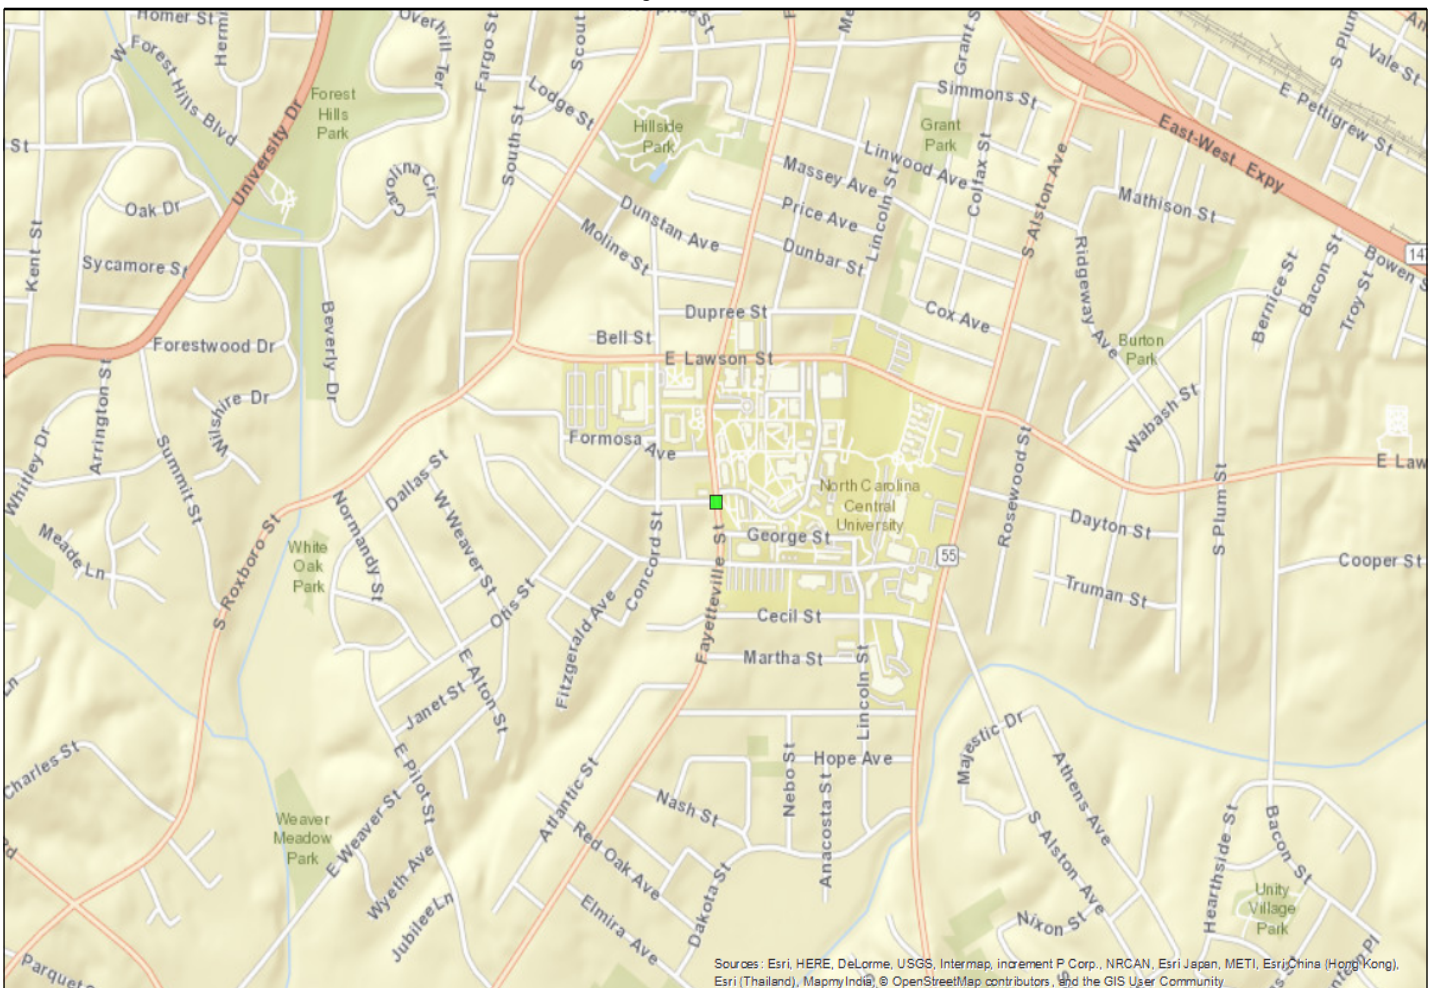 Homer St
W Forest Hills Blvd
University Dr
Forest
Hills
Park
Overhill Ter
Fargo St
Scout
Lodge St
South St
Hillside
Park
Grant S
Simmons St
Grant
Park
Linwood Ave
Massey Ave
Price Ave
Dunbar St
Lincoln St
Colfax St
S Alston Ave
East-West Expy
E Pettigrew St
S Plum
Vale St
An
Mathison St
Ridgeway Ave
147
Bowen S
Bernice St
Bacon St
Troy St
St
Kent St
Oak Dr
Sycamore St
Carolina Cir
Dunstan Ave
Moline St
Dupree St
Cox Ave
Bell St
E Lawson St
Burton
Park
Beverly Dr
Forestwood Dr
Arrington St
Wilshire Dr
Whitley Dr
Summit St
Formosa Ave
Wabash St
E Law
Rosewood St
Dallas St
Normandy St
W Weaver St
North Carolina
Central
University
George St
55
Dayton St
S Plum St
Cooper St
Truman St
Meade Ln
White
Oak
Park
S Roxboro St
Otis St
Fitzgerald Ave
Concord St
Fayetteville St
Cecil St
Martha St
Lincoln St
E Alton St
Janet St
Ln
Charles St
E Pilot St
Majestic Dr
Athens Ave
Atlantic St
Nash St
Nebo St
Hope Ave
Anacosta St
S Alston Ave
Hearthside St
Bacon St
Weaver
Meadow
Park
E Weaver St
Wyeth Ave
Jubilee Ln
Red Oak Ave
Elmira Ave
Dakota St
Nixon St
Unity
Village
Park
Rd
Parquet
Sources: Esri, HERE, DeLorme, USGS, Intermap, increment P Corp., NRCAN, Esri Japan, METI, Esri China (Hong Kong),
Esri (Thailand), MapmyIndia, © OpenStreetMap contributors, and the GIS User Community